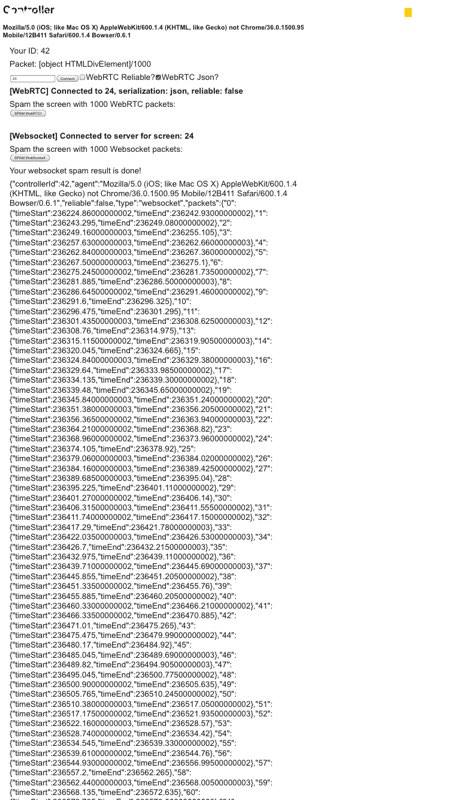 Controller
Mozilla/5.0 (iOS; like Mac OS X) AppleWebKit/600.1.4 (KHTML, like Gecko) not Chrome/36.0.1500.95
Mobile/12B411 Safari/600.1.4 Bowser/0.6.1
Your ID: 42
Packet: [object HTMLDivElement]/1000
24 Connect WebRTC Reliable? WebRTC Json?
[WebRTC] Connected to 24, serialization: json, reliable: false
Spam the screen with 1000 WebRTC packets:
SPAM WebRTC!
[Websocket] Connected to server for screen: 24
Spam the screen with 1000 Websocket packets:
SPAM Websocket!
Your websocket spam result is done!
{"controllerId":42,"agent":"Mozilla/5.0 (iOS; like Mac OS X) AppleWebKit/600.1.4
(KHTML, like Gecko) not Chrome/36.0.1500.95 Mobile/12B411 Safari/600.1.4
Bowser/0.6.1","reliable":false,"type":"websocket","packets":{"0":
{"timeStart":236224.86000000002,"timeEnd":236242.93000000002},"1":
{"timeStart":236243.295,"timeEnd":236249.08000000002},"2":
{"timeStart":236249.16000000003,"timeEnd":236255.105},"3":
{"timeStart":236257.63000000003,"timeEnd":236262.66000000003},"4":
{"timeStart":236262.84000000003,"timeEnd":236267.36000000002},"5":
{"timeStart":236267.50000000003,"timeEnd":236275.1},"6":
{"timeStart":236275.24500000002,"timeEnd":236281.73500000002},"7":
{"timeStart":236281.885,"timeEnd":236286.50000000003},"8":
{"timeStart":236286.64500000002,"timeEnd":236291.46000000002},"9":
{"timeStart":236291.6,"timeEnd":236296.325},"10":
{"timeStart":236296.475,"timeEnd":236301.295},"11":
{"timeStart":236301.43500000003,"timeEnd":236308.62500000003},"12":
{"timeStart":236308.76,"timeEnd":236314.975},"13":
{"timeStart":236315.11500000002,"timeEnd":236319.90500000003},"14":
{"timeStart":236320.045,"timeEnd":236324.665},"15":
{"timeStart":236324.84000000003,"timeEnd":236329.38000000003},"16":
{"timeStart":236329.64,"timeEnd":236333.98500000002},"17":
{"timeStart":236334.135,"timeEnd":236339.30000000002},"18":
{"timeStart":236339.48,"timeEnd":236345.65000000002},"19":
{"timeStart":236345.84000000003,"timeEnd":236351.24000000002},"20":
{"timeStart":236351.38000000003,"timeEnd":236356.20500000002},"21":
{"timeStart":236356.36500000002,"timeEnd":236363.94000000003},"22":
{"timeStart":236364.21000000002,"timeEnd":236368.82},"23":
{"timeStart":236368.96000000002,"timeEnd":236373.96000000002},"24":
{"timeStart":236374.105,"timeEnd":236378.92},"25":
{"timeStart":236379.06000000003,"timeEnd":236384.02000000002},"26":
{"timeStart":236384.16000000003,"timeEnd":236389.42500000002},"27":
{"timeStart":236389.68500000003,"timeEnd":236395.04},"28":
{"timeStart":236395.225,"timeEnd":236401.11000000002},"29":
{"timeStart":236401.27000000002,"timeEnd":236406.14},"30":
{"timeStart":236406.31500000003,"timeEnd":236411.55500000002},"31":
{"timeStart":236411.74000000002,"timeEnd":236417.15000000002},"32":
{"timeStart":236417.29,"timeEnd":236421.78000000003},"33":
{"timeStart":236422.03500000003,"timeEnd":236426.53000000003},"34":
{"timeStart":236426.7,"timeEnd":236432.21500000003},"35":
{"timeStart":236432.975,"timeEnd":236439.11000000002},"36":
{"timeStart":236439.71000000002,"timeEnd":236445.69000000003},"37":
{"timeStart":236445.855,"timeEnd":236451.20500000002},"38":
{"timeStart":236451.33500000002,"timeEnd":236455.76},"39":
{"timeStart":236455.885,"timeEnd":236460.20500000002},"40":
{"timeStart":236460.33000000002,"timeEnd":236466.21000000002},"41":
{"timeStart":236466.33500000002,"timeEnd":236470.885},"42":
{"timeStart":236471.01,"timeEnd":236475.265},"43":
{"timeStart":236475.475,"timeEnd":236479.99000000002},"44":
{"timeStart":236480.17,"timeEnd":236484.92},"45":
{"timeStart":236485.045,"timeEnd":236489.69000000003},"46":
{"timeStart":236489.82,"timeEnd":236494.90500000003},"47":
{"timeStart":236495.045,"timeEnd":236500.77500000002},"48":
{"timeStart":236500.90000000002,"timeEnd":236505.635},"49":
{"timeStart":236505.765,"timeEnd":236510.24500000002},"50":
{"timeStart":236510.38000000003,"timeEnd":236517.05000000002},"51":
{"timeStart":236517.17500000002,"timeEnd":236521.93500000003},"52":
{"timeStart":236522.16000000003,"timeEnd":236528.57},"53":
{"timeStart":236528.74000000002,"timeEnd":236534.42},"54":
{"timeStart":236534.545,"timeEnd":236539.33000000002},"55":
{"timeStart":236539.61000000002,"timeEnd":236544.76},"56":
{"timeStart":236544.93000000002,"timeEnd":236556.99500000002},"57":
{"timeStart":236557.2,"timeEnd":236562.265},"58":
{"timeStart":236562.44000000003,"timeEnd":236568.00500000003},"59":
{"timeStart":236568.135,"timeEnd":236572.635},"60":